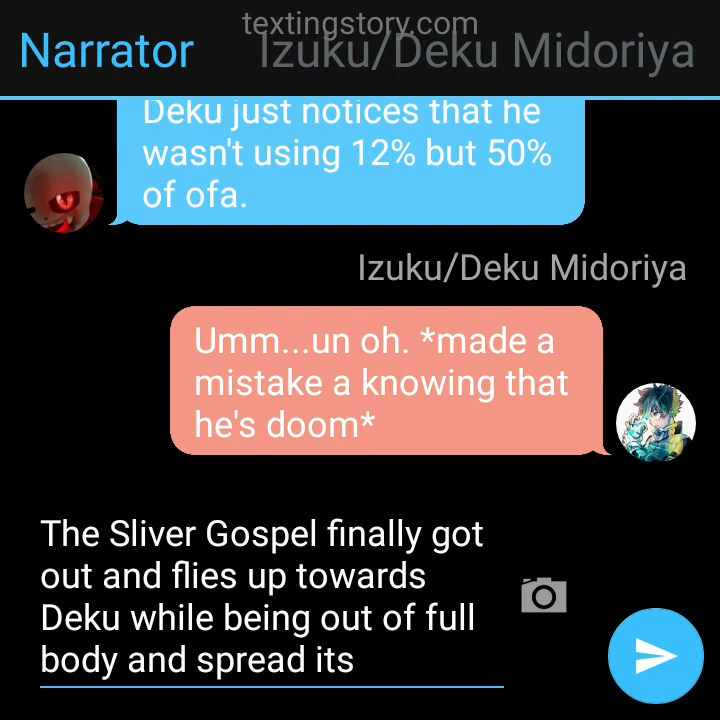 textingstory.com
Narrator Izuku/Deku Midoriya
Deku just notices that he
wasn't using 12% but 50%
of ofa.
Izuku/Deku Midoriya
Umm...un oh. *made a
mistake a knowing that
he's doom*
The Sliver Gospel finally got
out and flies up towards
Deku while being out of full
body and spread its